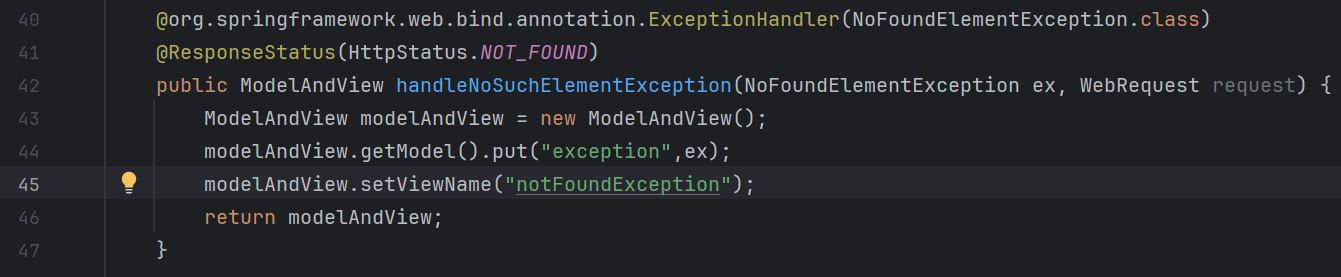 40 @org.springframework.web.bind.annotation.ExceptionHandler(NoFoundElementException.class)
41 @ResponseStatus(HttpStatus.NOT_FOUND)
42 public ModelAndView handleNoSuchElementException(NoFoundElementException ex, WebRequest request) {
43 ModelAndView modelAndView = new ModelAndView();
44 modelAndView.getModel().put("exception",ex);
45 modelAndView.setViewName("notFoundException");
46 return modelAndView;
47 }